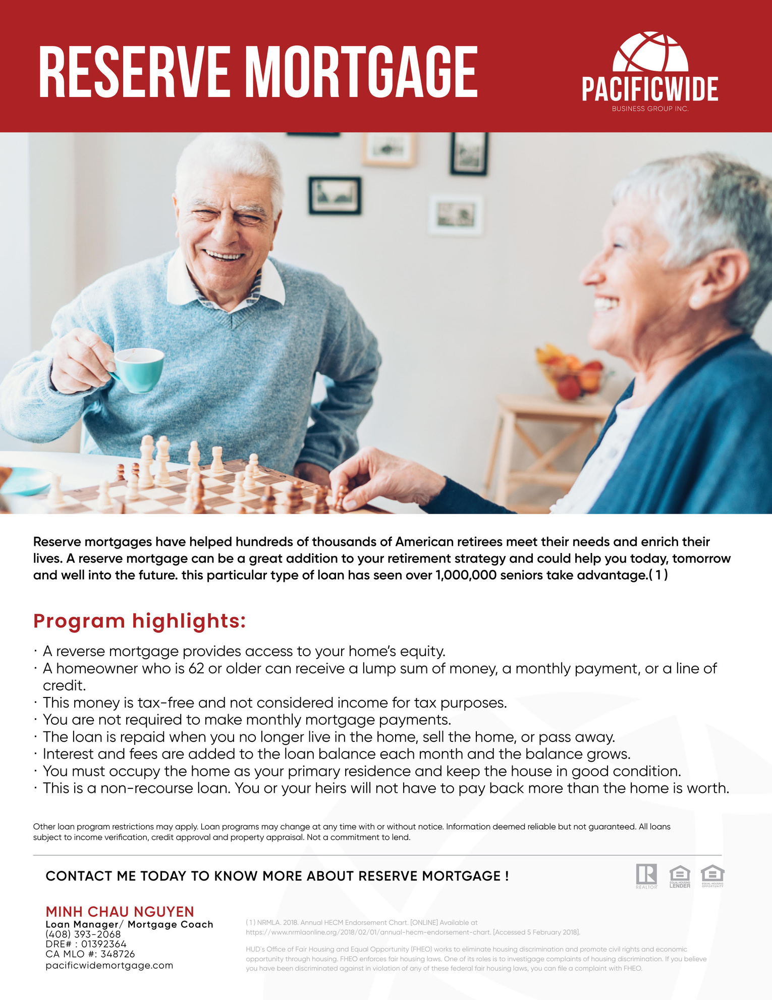 RESERVE MORTGAGE
PACIFICWIDE
BUSINESS GROUP INC.
Reserve mortgages have helped hundreds of thousands of American retirees meet their needs and enrich their
lives. A reserve mortgage can be a great addition to your retirement strategy and could help you today, tomorrow
and well into the future. this particular type of loan has seen over 1,000,000 seniors take advantage.( 1 )
Program highlights:
· A reverse mortgage provides access to your home's equity.
· A homeowner who is 62 or older can receive a lump sum of money, a monthly payment, or a line of
credit.
· This money is tax-free and not considered income for tax purposes.
· You are not required to make monthly mortgage payments.
· The loan is repaid when you no longer live in the home, sell the home, or pass away.
· Interest and fees are added to the loan balance each month and the balance grows.
· You must occupy the home as your primary residence and keep the house in good condition.
· This is a non-recourse loan. You or your heirs will not have to pay back more than the home is worth.
Other loan program restrictions may apply. Loan programs may change at any time with or without notice. Information deemed reliable but not guaranteed. All loans
subject to income verification, credit approval and property appraisal. Not a commitment to lend.
CONTACT ME TODAY TO KNOW MORE ABOUT RESERVE MORTGAGE !
R
REALTOR
EQUAL HOUSING
LENDER
EQUAL HOUSING
OPPORTUNITY
MINH CHAU NGUYEN
Loan Manager/ Mortgage Coach
(408) 393-2068
DRE# : 01392364
CA MLO #: 348726
pacificwidemortgage.com
( 1 ) NRMLA. 2018. Annual HECM Endorsement Chart. [ONLINE] Available at
https://www.nrmlaonline.org/2018/02/01/annual-hecm-endorsement-chart. [Accessed 5 February 2018].
HUD's Office of Fair Housing and Equal Opportunity (FHEO) works to eliminate housing discrimination and promote civil rights and economic
opportunity through housing. FHEO enforces fair housing laws. One of its roles is to investigage complaints of housing discrimination. If you believe
you have been discriminated against in violation of any of these federal fair housing laws, you can file a complaint with FHEO.